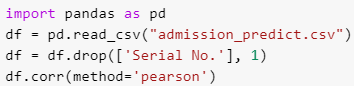 import pandas as pd
df = pd.read_csv("admission_predict.csv")
df = df.drop(['Serial No.'], 1)
df.corr(method='pearson')